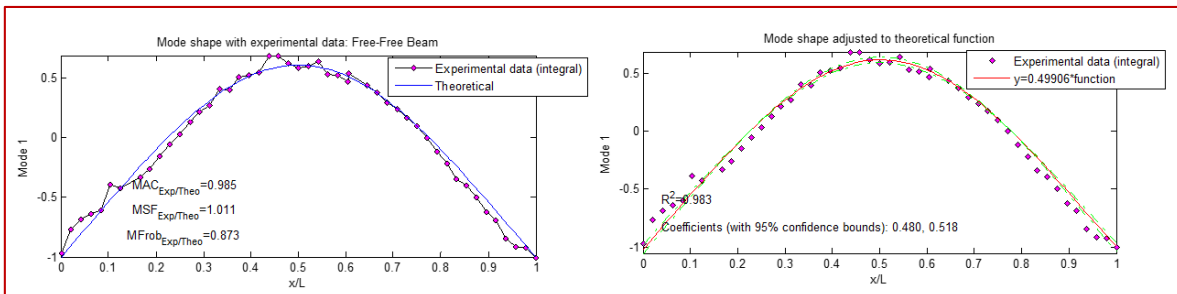 Mode shape with experimental data: Free-Free Beam
Mode 1
0.5
0
-0.5
-1
Experimental data (integral)
Theoretical
MAC_Exp/Theo=0.985
MSF_Exp/Theo=1.011
MFrob_Exp/Theo=0.873
0 0.1 0.2 0.3 0.4 0.5 0.6 0.7 0.8 0.9 1
x/L
Mode shape adjusted to theoretical function
Mode 1
0.5
0
-0.5
-1
Experimental data (integral)
y=0.49906*function
R²=0.983
Coefficients (with 95% confidence bounds): 0.480, 0.518
0 0.1 0.2 0.3 0.4 0.5 0.6 0.7 0.8 0.9 1
x/L